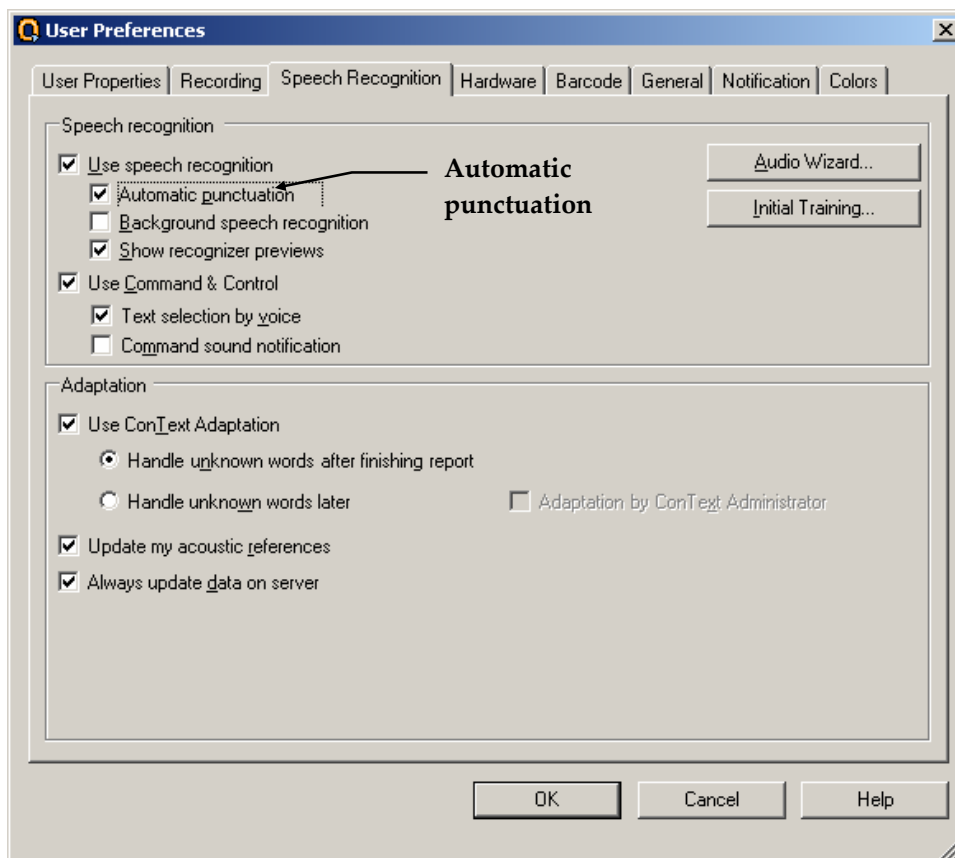 User Preferences
User Properties Recording Speech Recognition Hardware Barcode General Notification Colors
Speech recognition
Use speech recognition
Automatic punctuation
Background speech recognition
Show recognizer previews
Use Command & Control
Text selection by voice
Command sound notification
Automatic
punctuation
Audio Wizard...
Initial Training...
Adaptation
Use ConText Adaptation
Handle unknown words after finishing report
Handle unknown words later Adaptation by ConText Administrator
Update my acoustic references
Always update data on server
OK Cancel Help